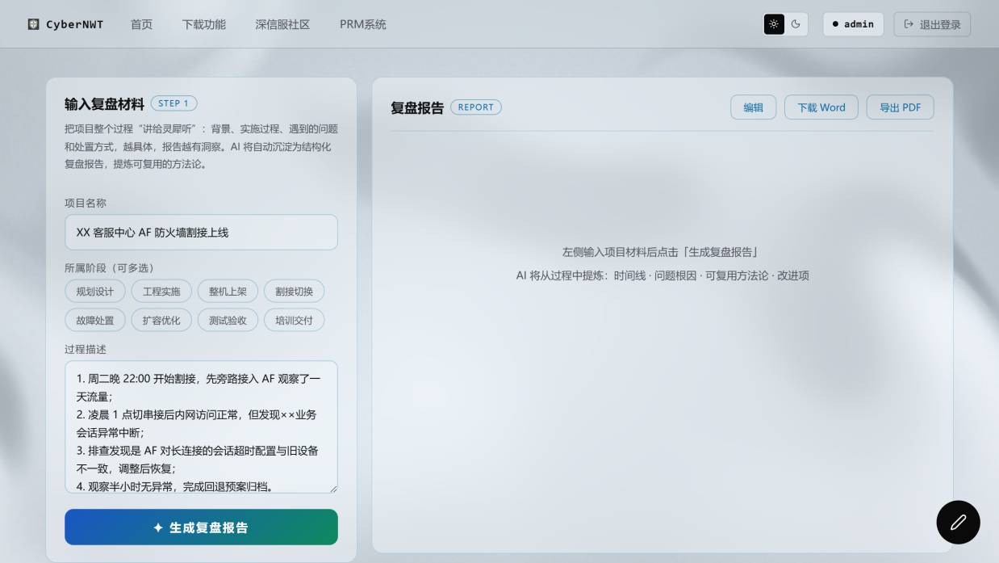 CyberNWT 首页 下载功能 深信服社区 PRM系统 admin 退出登录
输入复盘材料 STEP 1
把项目整个过程“讲给灵犀听”：背景、实施过程、遇到的问题
和处置方式，越具体，报告越有洞察。AI 将自动沉淀为结构化
复盘报告，提炼可复用的方法论。
项目名称
XX 客服中心 AF 防火墙割接上线
所属阶段（可多选）
规划设计 工程实施 整机上架 割接切换
故障处置 扩容优化 测试验收 培训交付
过程描述
1. 周二晚 22:00 开始割接，先旁路接入 AF 观察了一
天流量；
2. 凌晨 1 点切串接后内网访问正常，但发现××业务
会话异常中断；
3. 排查发现是 AF 对长连接的会话超时配置与旧设备
不一致，调整后恢复；
4. 观察半小时无异常，完成回退预案归档。
生成复盘报告
复盘报告 REPORT 编辑 下载 Word 导出 PDF
左侧输入项目材料后点击「生成复盘报告」
AI 将从过程中提炼：时间线 · 问题根因 · 可复用方法论 · 改进项